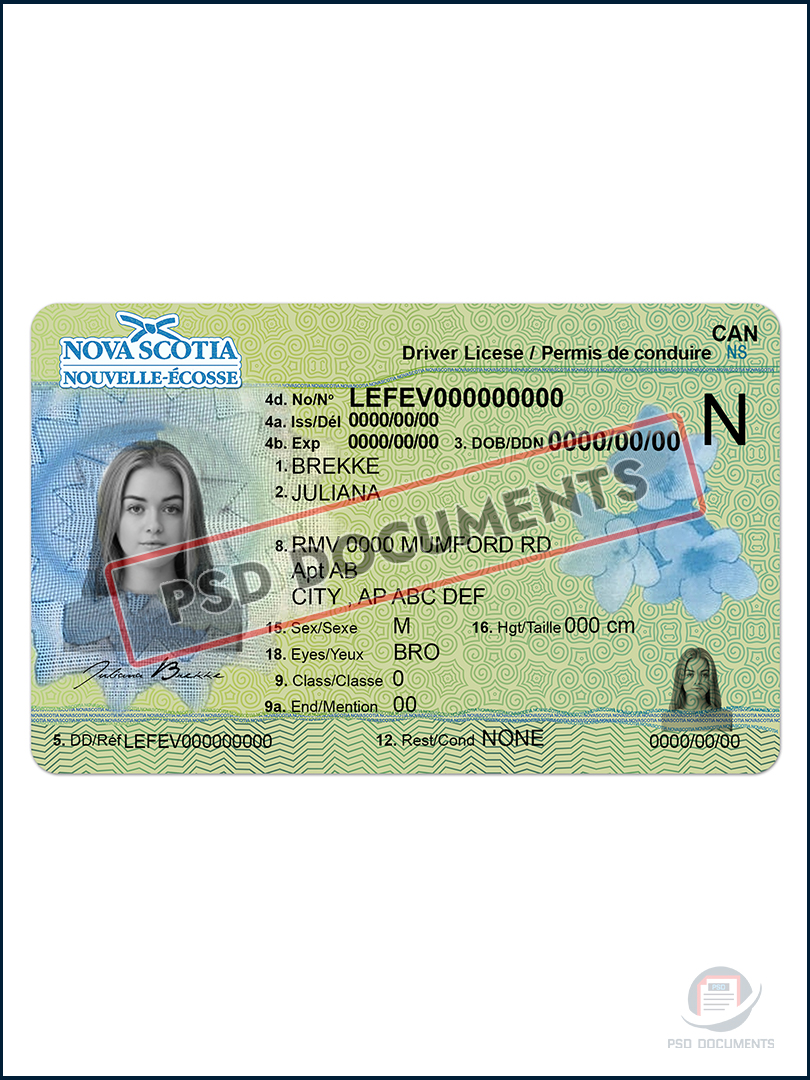 NOVA SCOTIA
NOUVELLE-ÉCOSSE
CAN
Driver Licese / Permis de conduire NS
4d. No/Nº LEFEV000000000
4a. Iss/Dél 0000/00/00
4b. Exp 0000/00/00 3. DOB/DDN 0000/00/00
N
1. BREKKE
2. JULIANA
8. RMV 0000 MUMFORD RD
Apt AB
CITY , AP ABC DEF
PSD DOCUMENTS
15. Sex/Sexe M 16. Hgt/Taille 000 cm
18. Eyes/Yeux BRO
9. Class/Classe 0
9a. End/Mention 00
Juliana Brekke
5. DD/Réf LEFEV000000000 12. Rest/Cond NONE 0000/00/00
PSD
PSD DOCUMENTS